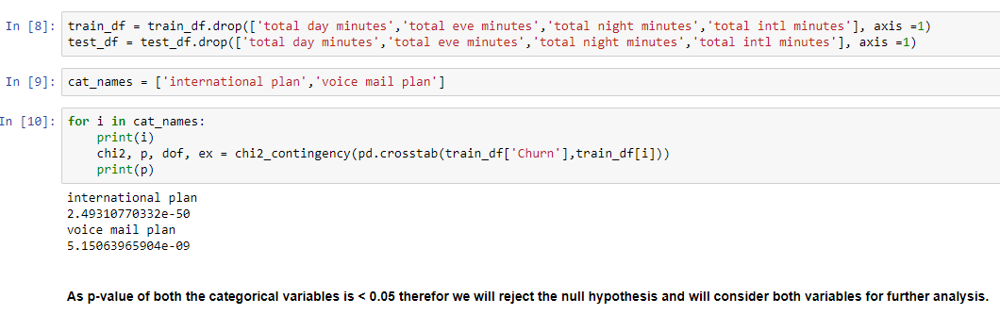 In [8]: train_df = train_df.drop(['total day minutes','total eve minutes','total night minutes','total intl minutes'], axis =1)
test_df = test_df.drop(['total day minutes','total eve minutes','total night minutes','total intl minutes'], axis =1)
In [9]: cat_names = ['international plan','voice mail plan']
In [10]: for i in cat_names:
print(i)
chi2, p, dof, ex = chi2_contingency(pd.crosstab(train_df['Churn'],train_df[i]))
print(p)
international plan
2.49310770332e-50
voice mail plan
5.15063965904e-09
As p-value of both the categorical variables is < 0.05 therefor we will reject the null hypothesis and will consider both variables for further analysis.